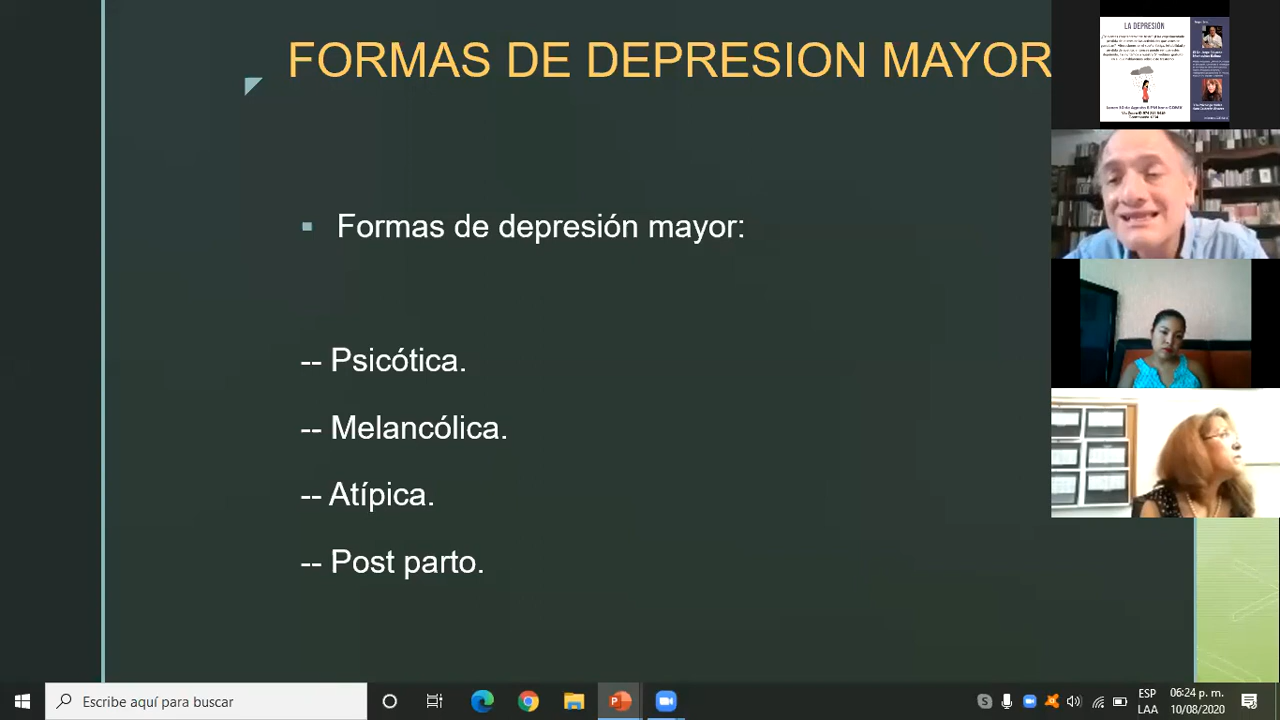 FORMAS DE DEPRESION MAYOR
Formas de depresión mayor:
-- Psicótica.
-- Melancólica.
-- Atípica.
-- Post parto.
LA DEPRESIÓN
Escribe aquí para buscar
ESP
LAA
06:24 p. m.
10/08/2020